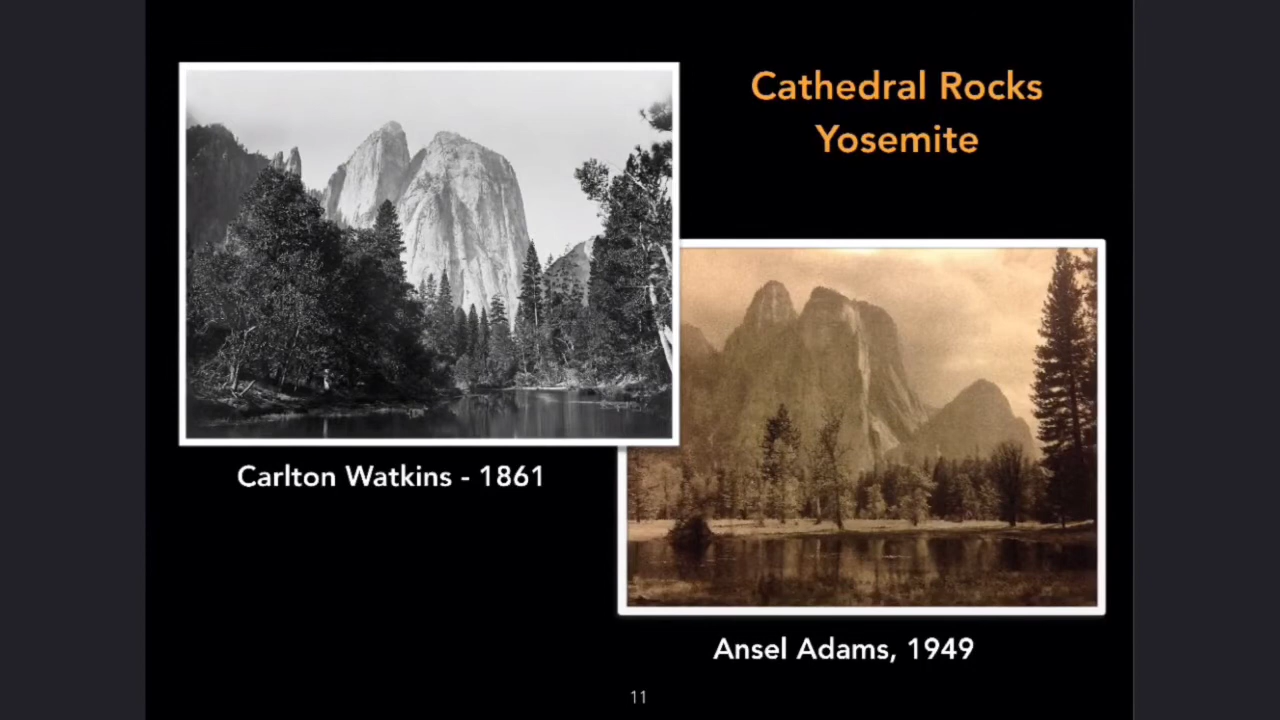 Cathedral Rocks
Yosemite
Carlton Watkins - 1861
Ansel Adams, 1949
11